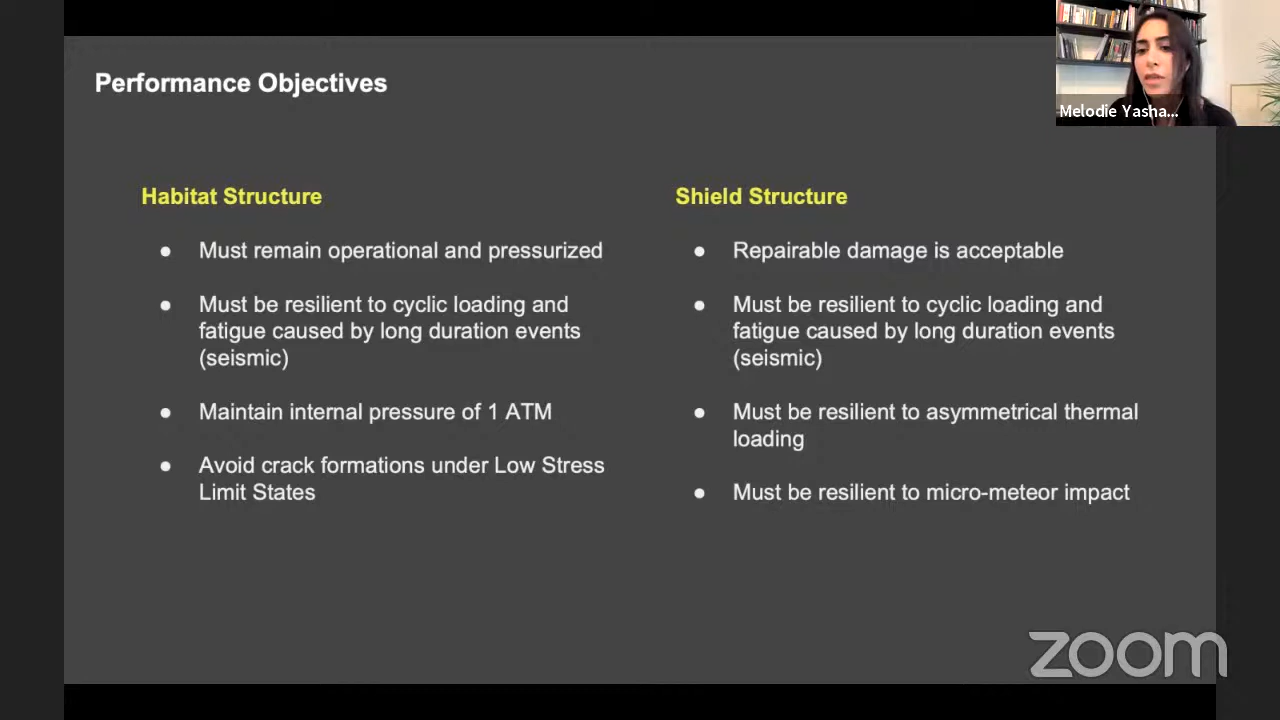 Performance Objectives
Melodie Yasha...
Habitat Structure
● Must remain operational and pressurized
● Must be resilient to cyclic loading and
fatigue caused by long duration events
(seismic)
● Maintain internal pressure of 1 ATM
● Avoid crack formations under Low Stress
Limit States
Shield Structure
● Repairable damage is acceptable
● Must be resilient to cyclic loading and
fatigue caused by long duration events
(seismic)
● Must be resilient to asymmetrical thermal
loading
● Must be resilient to micro-meteor impact
zoom